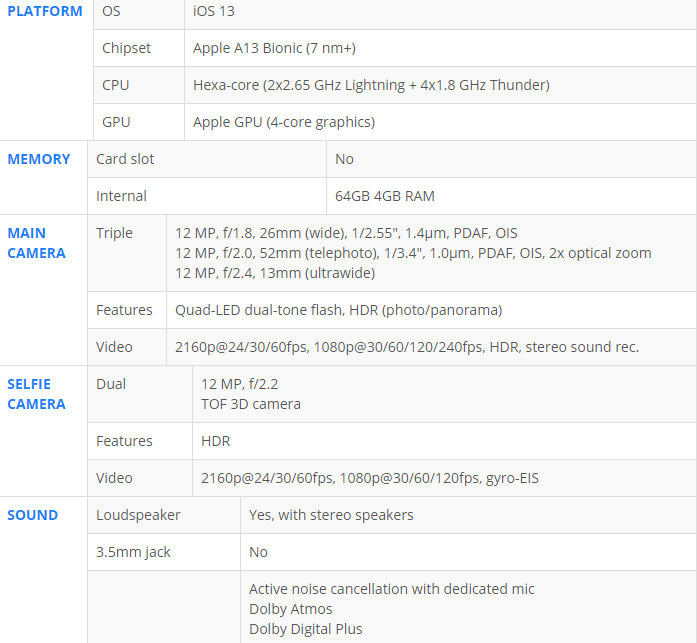 PLATFORM OS iOS 13
Chipset Apple A13 Bionic (7 nm+)
CPU Hexa-core (2x2.65 GHz Lightning + 4x1.8 GHz Thunder)
GPU Apple GPU (4-core graphics)
MEMORY Card slot No
Internal 64GB 4GB RAM
MAIN CAMERA Triple 12 MP, f/1.8, 26mm (wide), 1/2.55", 1.4µm, PDAF, OIS
12 MP, f/2.0, 52mm (telephoto), 1/3.4", 1.0µm, PDAF, OIS, 2x optical zoom
12 MP, f/2.4, 13mm (ultrawide)
Features Quad-LED dual-tone flash, HDR (photo/panorama)
Video 2160p@24/30/60fps, 1080p@30/60/120/240fps, HDR, stereo sound rec.
SELFIE CAMERA Dual 12 MP, f/2.2
TOF 3D camera
Features HDR
Video 2160p@24/30/60fps, 1080p@30/60/120fps, gyro-EIS
SOUND Loudspeaker Yes, with stereo speakers
3.5mm jack No
Active noise cancellation with dedicated mic
Dolby Atmos
Dolby Digital Plus